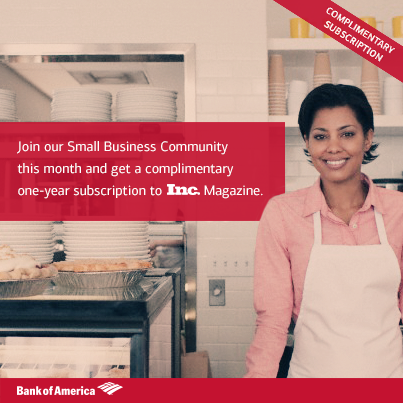 COMPLIMENTARY
SUBSCRIPTION
Join our Small Business Community
this month and get a complimentary
one-year subscription to Inc. Magazine.
Bank of America